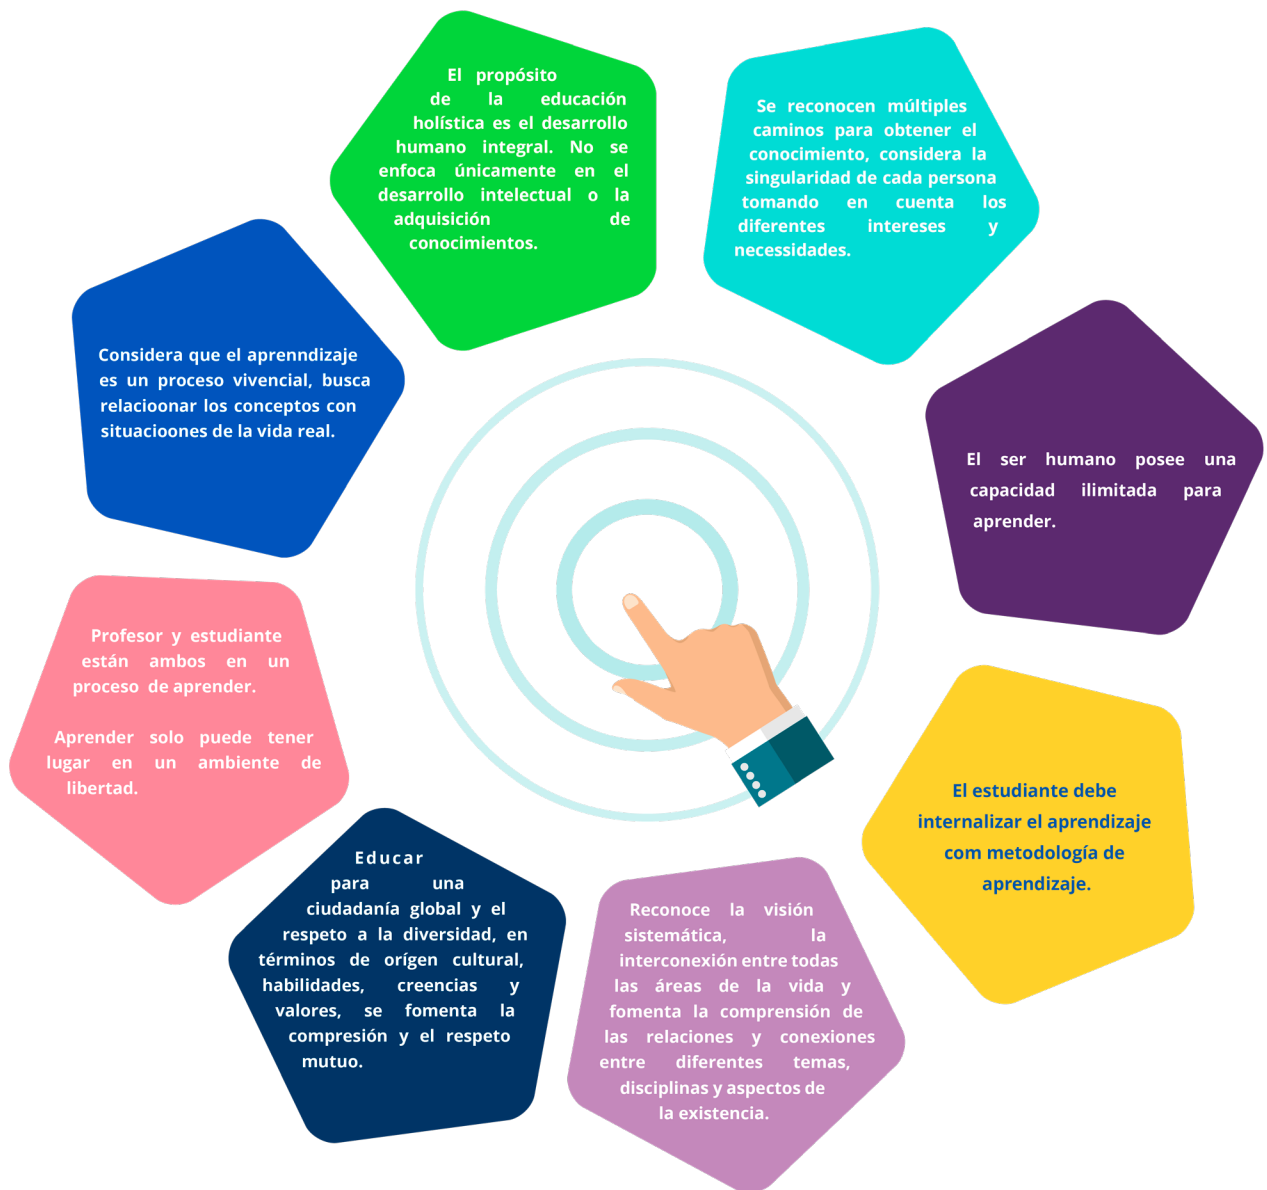 El propósito
de la educación
holística es el desarrollo
humano integral. No se
enfoca únicamente en el
desarrollo intelectual o la
adquisición de
conocimientos.
Se reconocen múltiples
caminos para obtener el
conocimiento, considera la
singularidad de cada persona
tomando en cuenta los
diferentes intereses y
necessidades.
El ser humano posee una
capacidad ilimitada para
aprender.
El estudiante debe
internalizar el aprendizaje
com metodología de
aprendizaje.
Reconoce la visión
sistemática, la
interconexión entre todas
las áreas de la vida y
fomenta la comprensión de
las relaciones y conexiones
entre diferentes temas,
disciplinas y aspectos de
la existencia.
Educar
para una
ciudadanía global y el
respeto a la diversidad, en
términos de orígen cultural,
habilidades, creencias y
valores, se fomenta la
compresión y el respeto
mutuo.
Profesor y estudiante
están ambos en un
proceso de aprender.
Aprender solo puede tener
lugar en un ambiente de
libertad.
Considera que el aprenndizaje
es un proceso vivencial, busca
relacioonar los conceptos con
situacioones de la vida real.